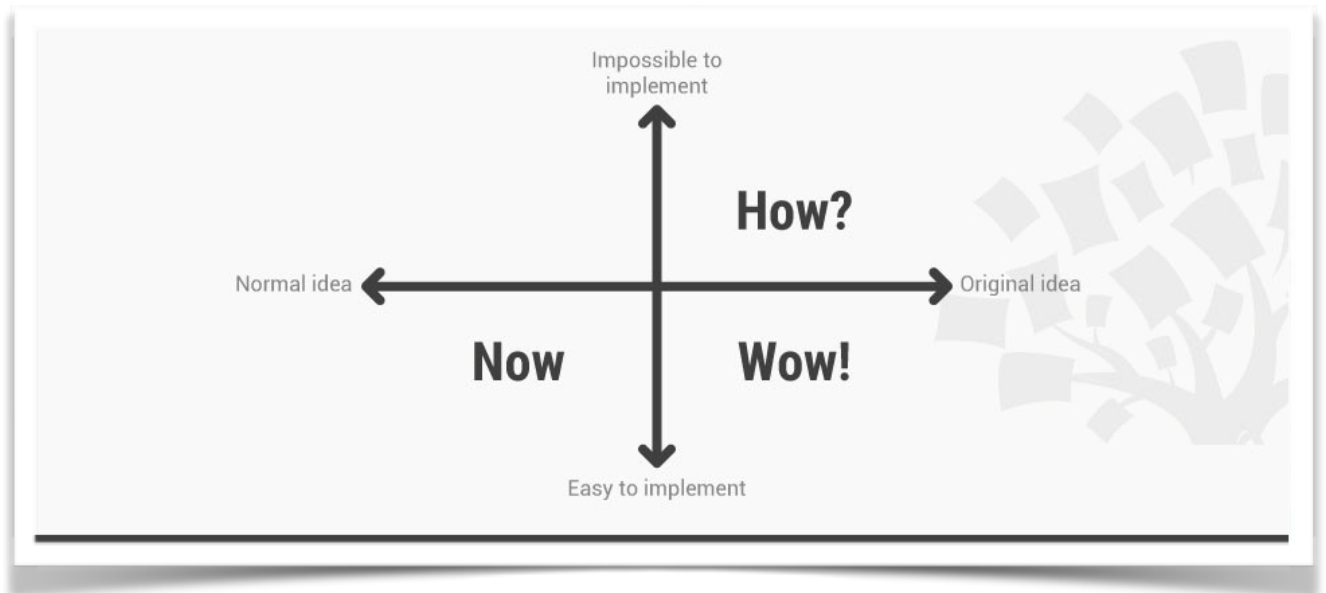 Impossible to
implement
How?
Normal idea
Original idea
Now
Wow!
Easy to implement